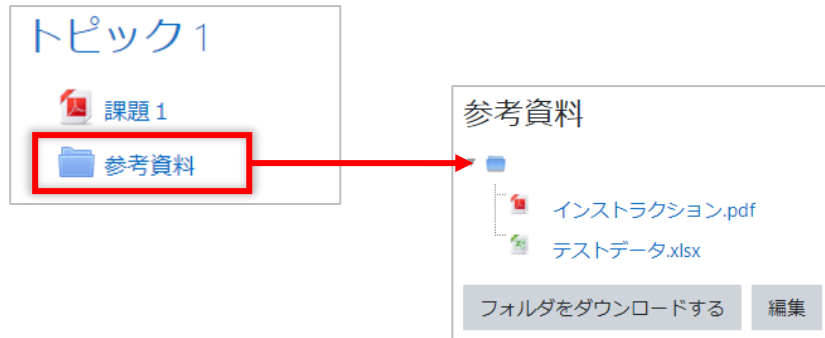 トピック 1
課題 1
参考資料
参考資料
インストラクション.pdf
テストデータ.xlsx
フォルダをダウンロードする
編集